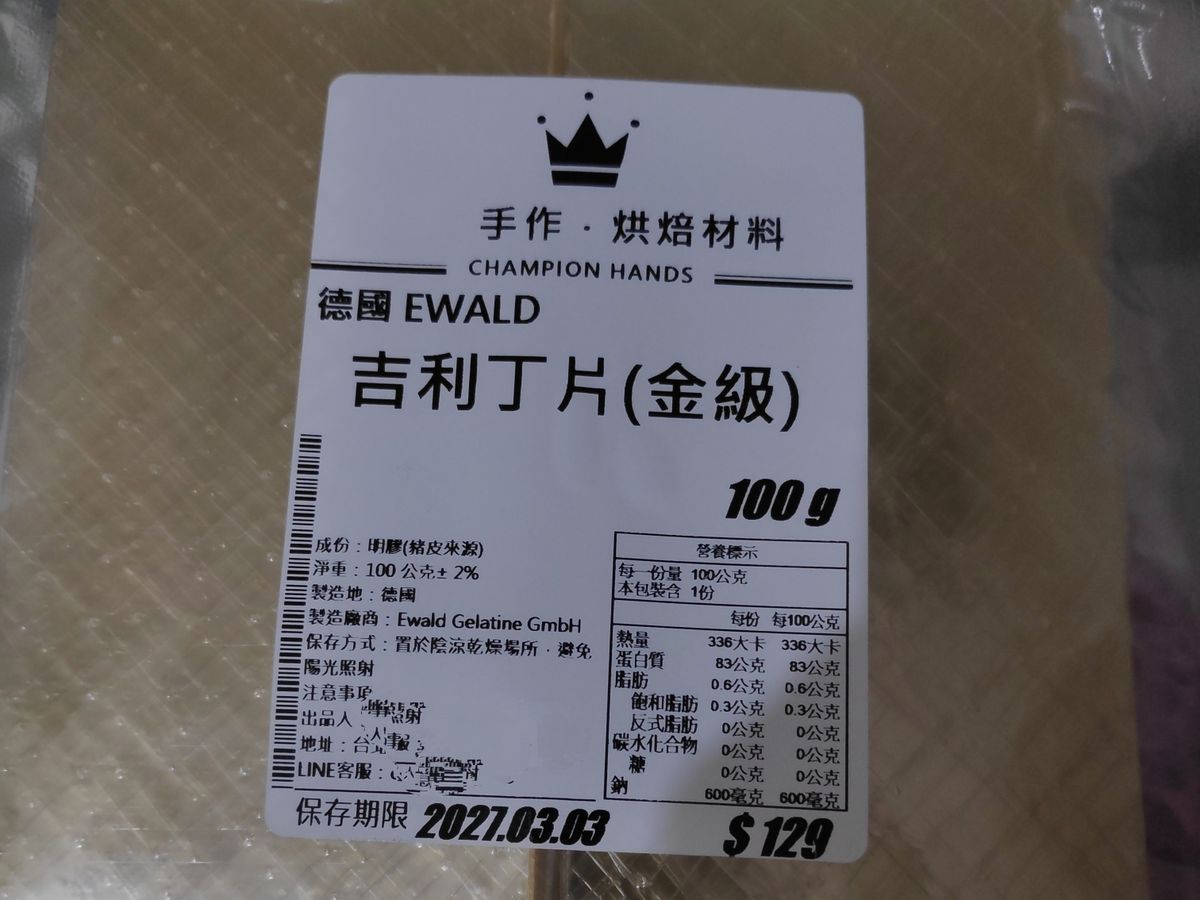 手作·烘焙材料
CHAMPION HANDS
德國 EWALD
吉利丁片(金級)
100 g
成份：明膠(豬皮來源)
淨重：100 公克± 2%
製造地：德國
製造廠商：Ewald Gelatine GmbH
保存方式：置於陰涼乾燥場所，避免
陽光照射
注意事項
出品人
地址：台北
LINE客服：
保存期限 2027.03.03
營養標示
每一份量 100公克
本包裝含 1份
每份 每100公克
熱量 336大卡 336大卡
蛋白質 83公克 83公克
脂肪 0.6公克 0.6公克
飽和脂肪 0.3公克 0.3公克
反式脂肪 0公克 0公克
碳水化合物 0公克 0公克
糖 0公克 0公克
鈉 600毫克 600毫克
$ 129